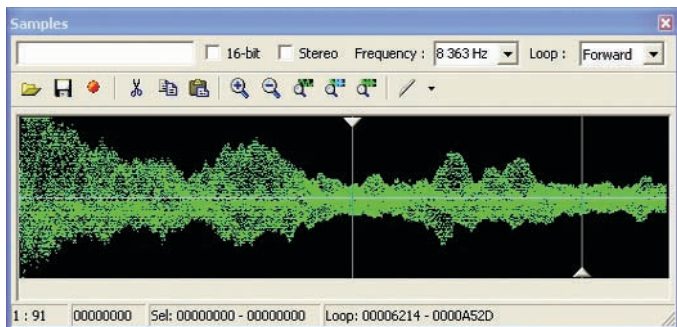 Samples
16-bit Stereo Frequency : 8 363 Hz Loop : Forward
1 : 91 00000000 Sel: 00000000 - 00000000 Loop: 00006214 - 0000A52D